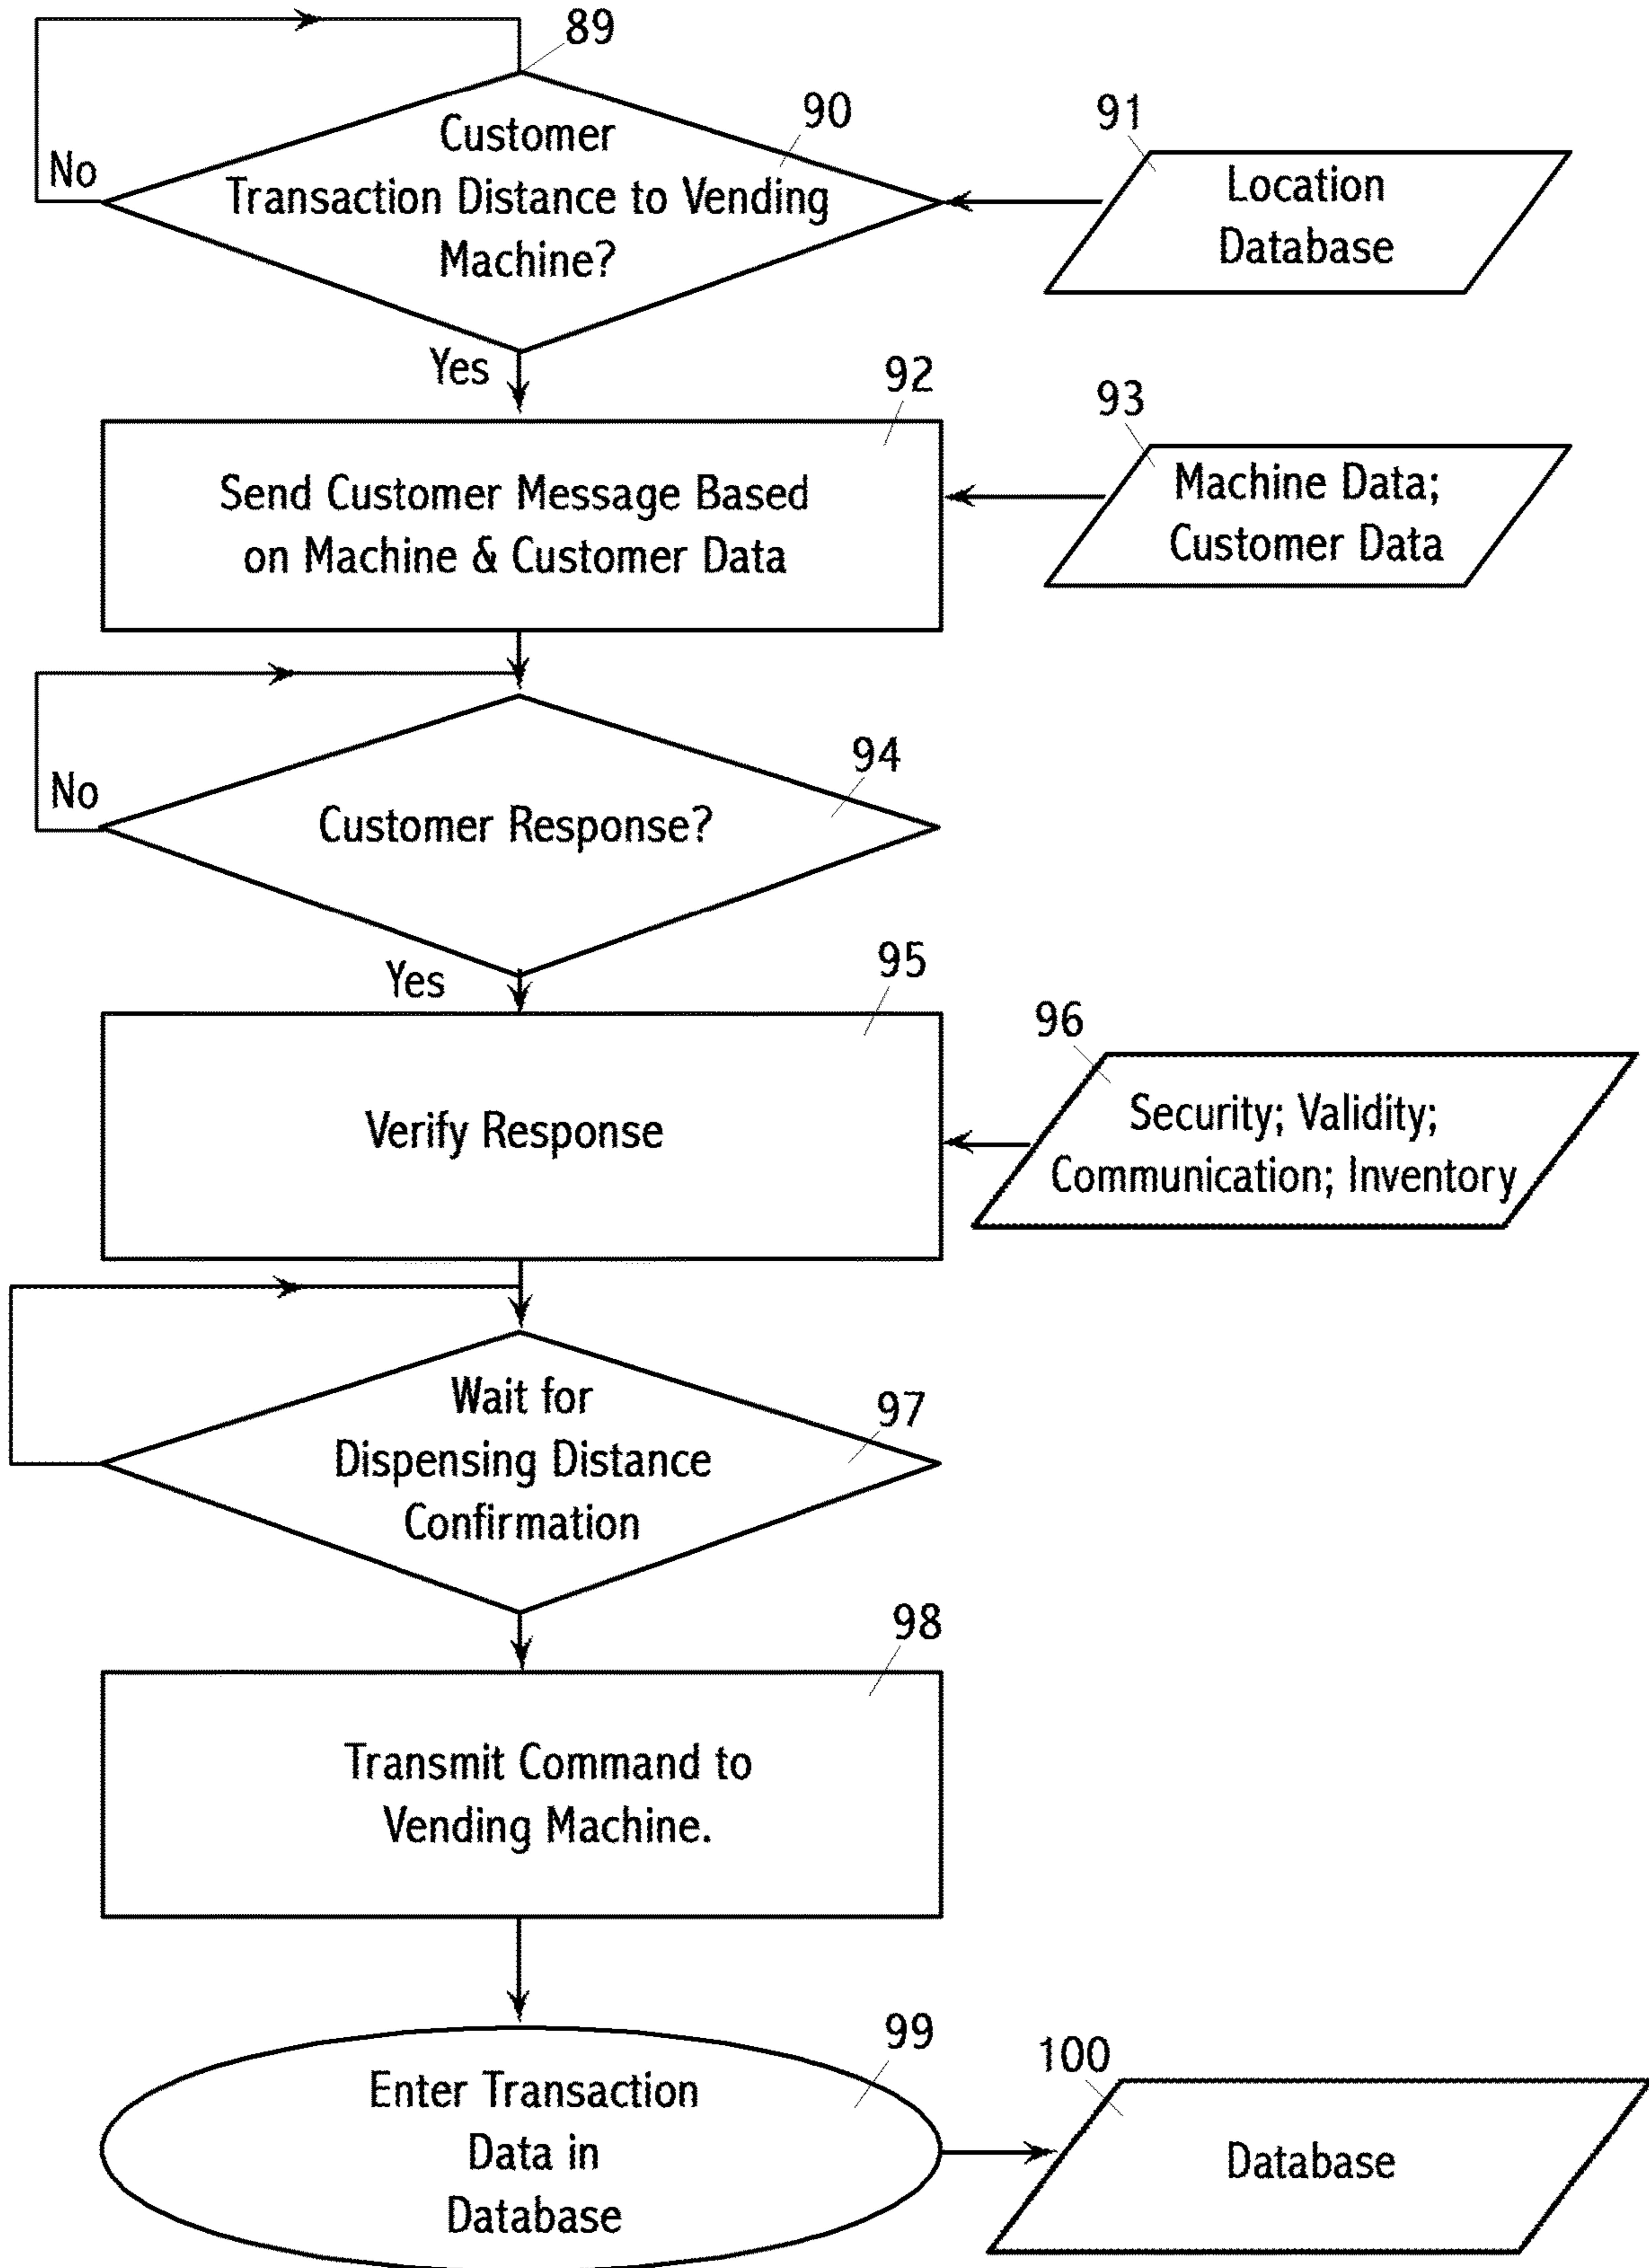 89
90
91
Customer
Transaction Distance to Vending
Machine?
No
Location
Database
Yes
92
93
Send Customer Message Based
on Machine & Customer Data
Machine Data;
Customer Data
94
No
Customer Response?
Yes
95
96
Verify Response
Security; Validity;
Communication; Inventory
97
Wait for
Dispensing Distance
Confirmation
98
Transmit Command to
Vending Machine.
99
100
Enter Transaction
Data in
Database
Database